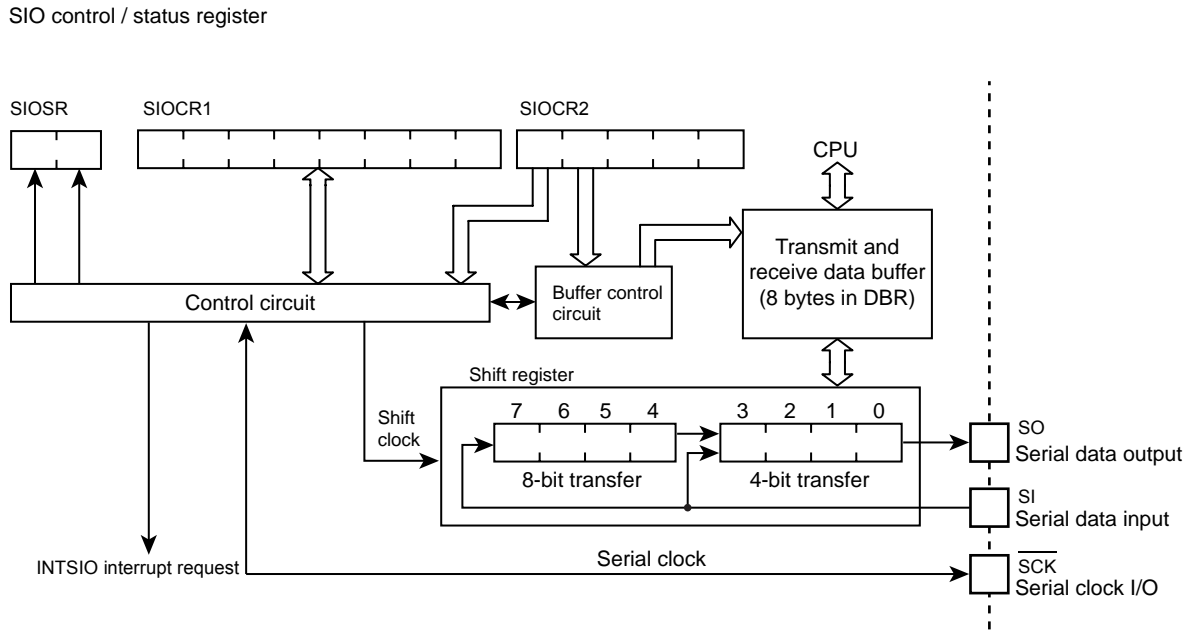 SIO control / status register
SIOSR
SIOCR1
SIOCR2
CPU
Transmit and
receive data buffer
(8 bytes in DBR)
Control circuit
Buffer control
circuit
Shift register
Shift
clock
7 6 5 4
3 2 1 0
8-bit transfer
4-bit transfer
SO
Serial data output
SI
Serial data input
INTSIO interrupt request
Serial clock
SCK
Serial clock I/O